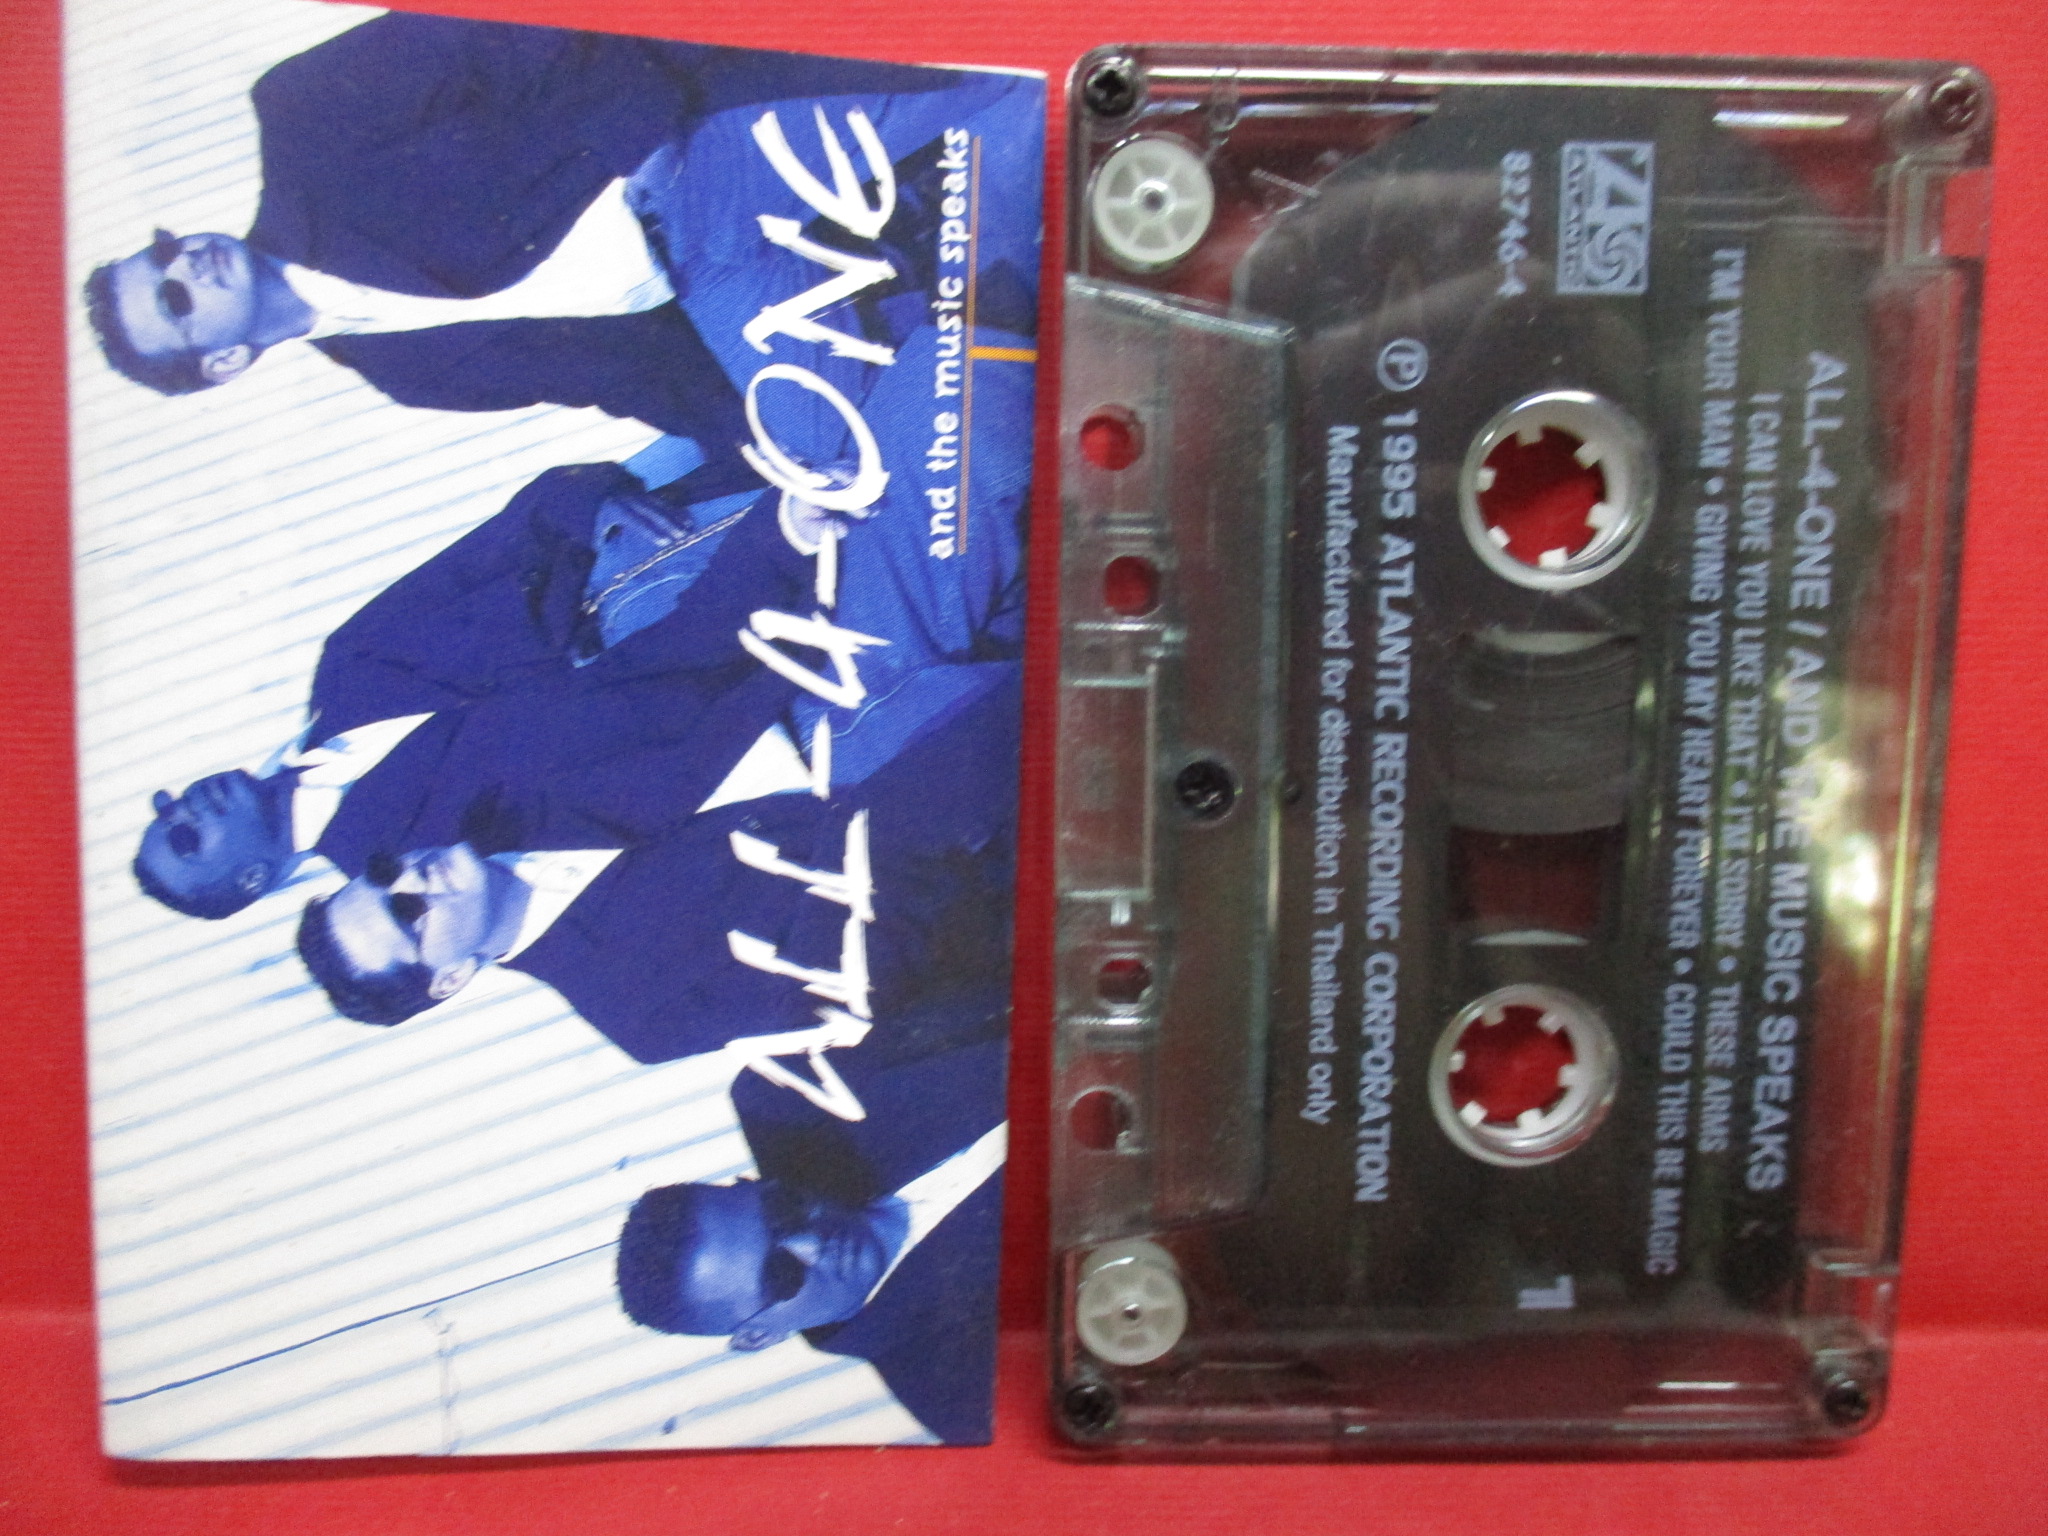 ALL-4-ONE
and the music speaks
ALL-4-ONE / AND THE MUSIC SPEAKS
I CAN LOVE YOU LIKE THAT • I'M SORRY • THESE ARMS
I'M YOUR MAN • GIVING YOU MY HEART FOREVER • COULD THIS BE MAGIC
ATLANTIC
82746-4
1
℗ 1995 ATLANTIC RECORDING CORPORATION
Manufactured for distribution in Thailand only